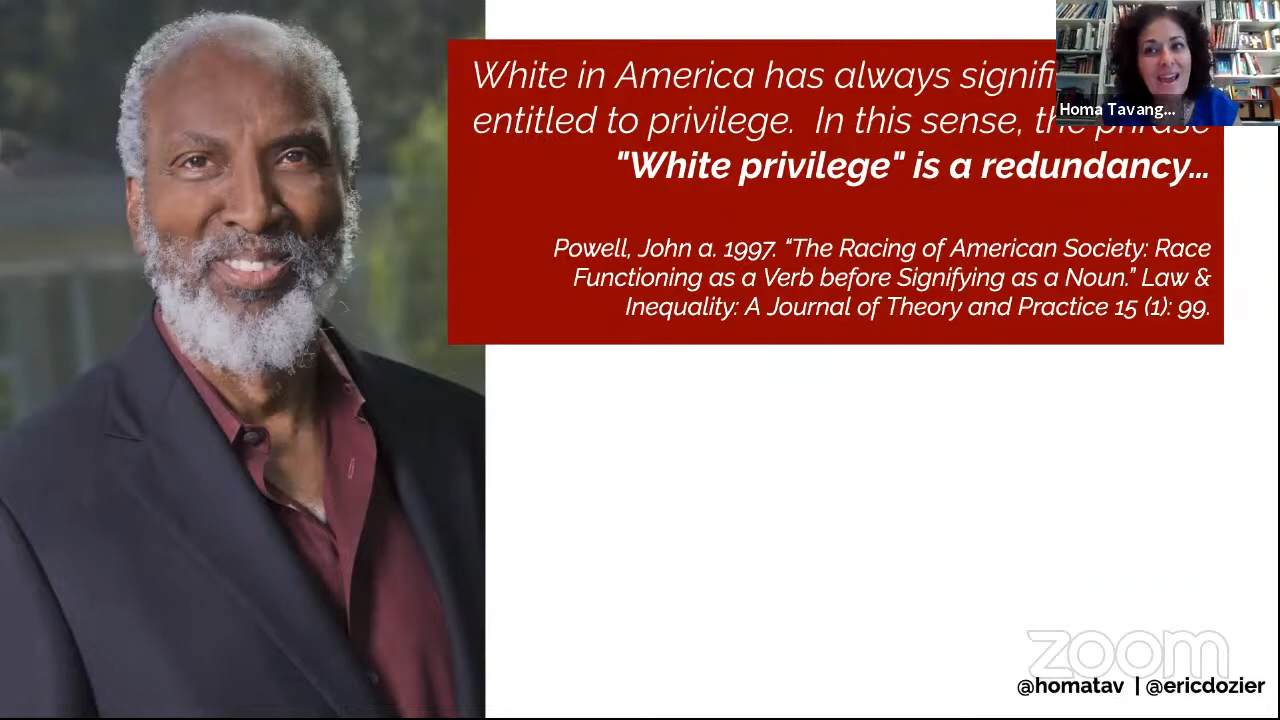 White in America has always
entitled to privilege. In this sense, the phrase
"White privilege" is a redundancy...
Powell, John a. 1997. “The Racing of American Society: Race
Functioning as a Verb before Signifying as a Noun.” Law &
Inequality: A Journal of Theory and Practice 15 (1): 99.
Homa Tavang...
zoom
@homatav | @ericdozier